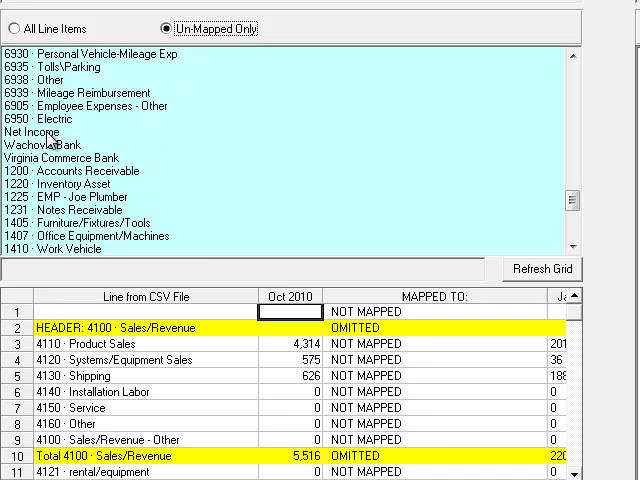 All Line Items Un-Mapped Only
6930 · Personal Vehicle-Mileage Exp
6935 · Tolls\Parking
6938 · Other
6939 · Mileage Reimbursement
6905 · Employee Expenses - Other
6950 · Electric
Net Income
Wachovia Bank
Virginia Commerce Bank
1200 · Accounts Receivable
1220 · Inventory Asset
1225 · EMP - Joe Plumber
1231 · Notes Receivable
1405 · Furniture/Fixtures/Tools
1407 · Office Equipment/Machines
1410 · Work Vehicle
Refresh Grid
Line from CSV File Oct 2010 MAPPED TO: Ja
1 NOT MAPPED
2 HEADER: 4100 · Sales/Revenue OMITTED
3 4110 · Product Sales 4,314 NOT MAPPED 201
4 4120 · Systems/Equipment Sales 575 NOT MAPPED 36
5 4130 · Shipping 626 NOT MAPPED 188
6 4140 · Installation Labor 0 NOT MAPPED 0
7 4150 · Service 0 NOT MAPPED 0
8 4160 · Other 0 NOT MAPPED 0
9 4100 · Sales/Revenue - Other 0 NOT MAPPED 0
10 Total 4100 · Sales/Revenue 5,516 OMITTED 220
11 4121 · rental/equipment 0 NOT MAPPED 0